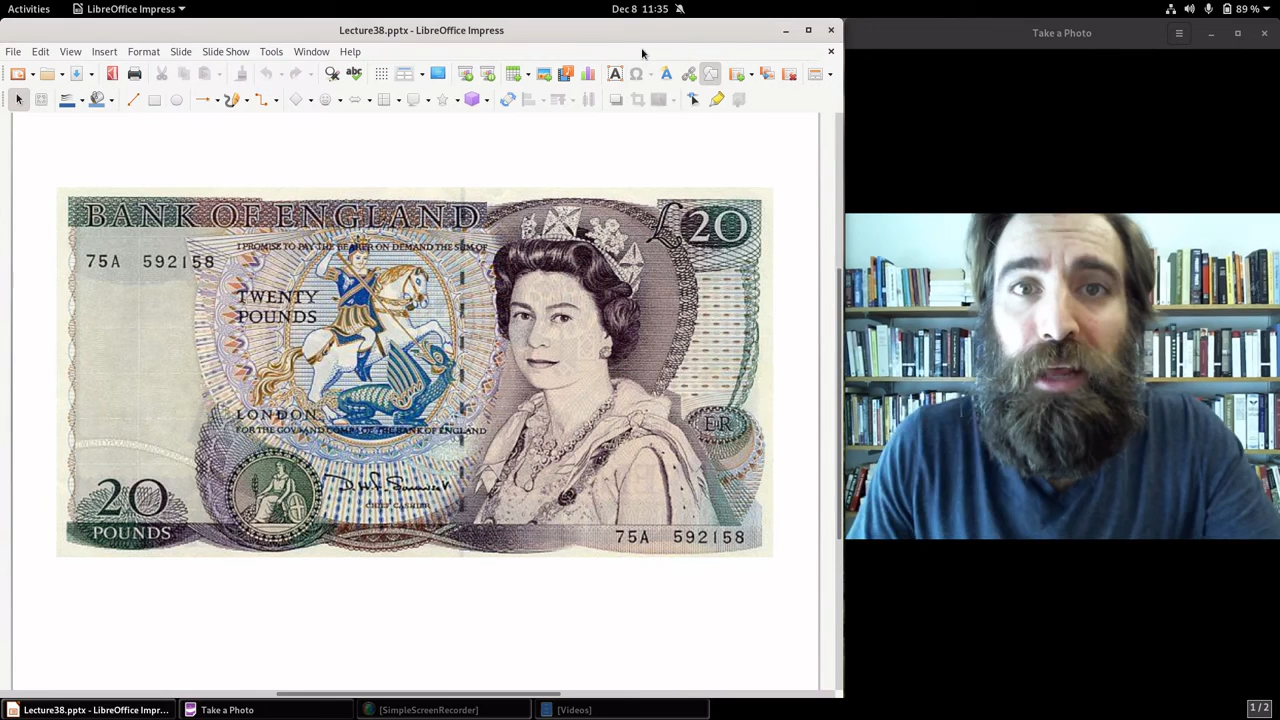 Activities LibreOffice Impress Dec 8 11:35 89 %
Lecture38.pptx - LibreOffice Impress
Take a Photo
File Edit View Insert Format Slide Slide Show Tools Window Help
BANK OF ENGLAND
£20
I PROMISE TO PAY THE BEARER ON DEMAND THE SUM OF
75A 592158
TWENTY
POUNDS
LONDON
FOR THE GOVR AND COMPA OF THE BANK OF ENGLAND
ER
20
POUNDS
CHIEF CASHIER
75A 592158
Lecture38.pptx - LibreOffice Impr...
Take a Photo
[SimpleScreenRecorder]
[Videos]
1 / 2